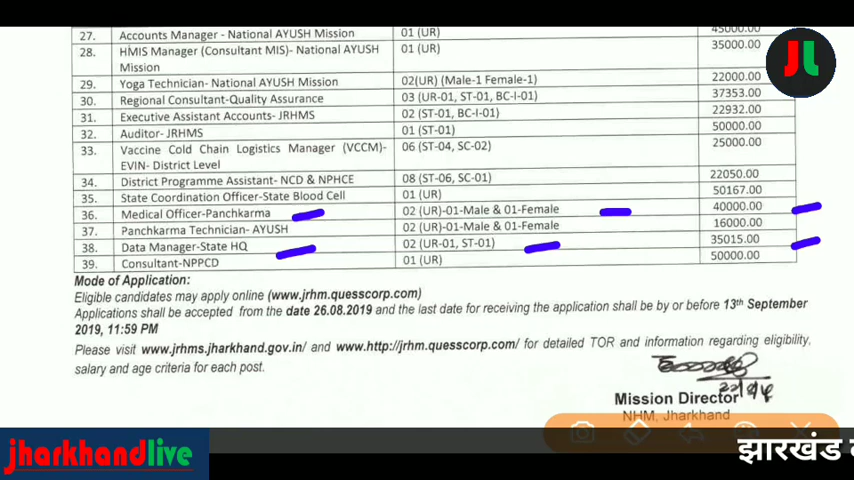 27. Accounts Manager - National AYUSH Mission 01 (UR) 45000.00
28. HMIS Manager (Consultant MIS)- National AYUSH Mission 01 (UR) 35000.00
29. Yoga Technician- National AYUSH Mission 02(UR) (Male-1 Female-1) 22000.00
30. Regional Consultant-Quality Assurance 03 (UR-01, ST-01, BC-I-01) 37353.00
31. Executive Assistant Accounts- JRHMS 02 (ST-01, BC-I-01) 22932.00
32. Auditor- JRHMS 01 (ST-01) 50000.00
33. Vaccine Cold Chain Logistics Manager (VCCM)- EVIN- District Level 06 (ST-04, SC-02) 25000.00
34. District Programme Assistant- NCD & NPHCE 08 (ST-06, SC-01) 22050.00
35. State Coordination Officer-State Blood Cell 01 (UR) 50167.00
36. Medical Officer-Panchkarma 02 (UR)-01-Male & 01-Female 40000.00
37. Panchkarma Technician- AYUSH 02 (UR)-01-Male & 01-Female 16000.00
38. Data Manager-State HQ 02 (UR-01, ST-01) 35015.00
39. Consultant-NPPCD 01 (UR) 50000.00
Mode of Application:
Eligible candidates may apply online (www.jrhm.quesscorp.com)
Applications shall be accepted from the date 26.08.2019 and the last date for receiving the application shall be by or before 13th September
2019, 11:59 PM
Please visit www.jrhms.jharkhand.gov.in/ and www.http://jrhm.quesscorp.com/ for detailed TOR and information regarding eligibility,
salary and age criteria for each post.
Mission Director
NHM, Jharkhand
JL
jharkhandlive
झारखंड